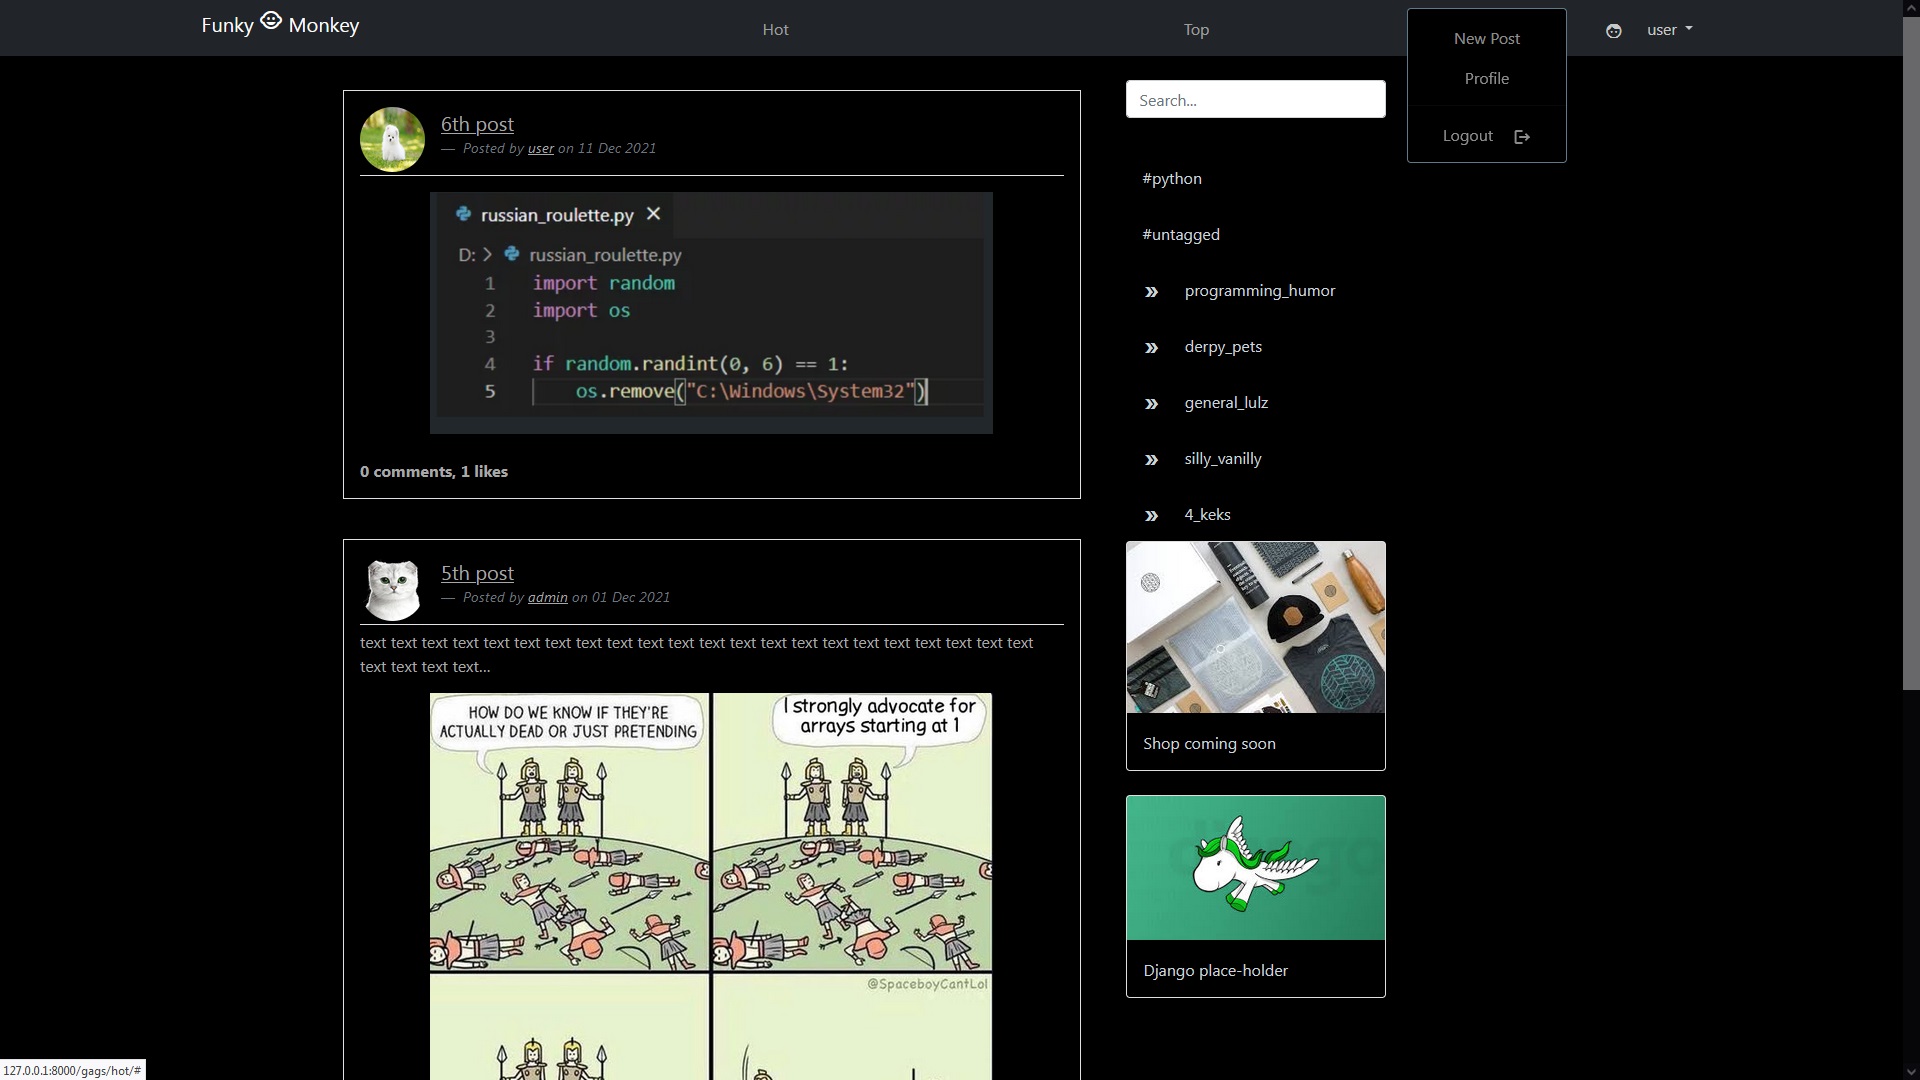 Funky Monkey
Hot
Top
New Post
Profile
Logout
user
6th post
— Posted by user on 11 Dec 2021
russian_roulette.py
D: > russian_roulette.py
1 import random
2 import os
3
4 if random.randint(0, 6) == 1:
5 os.remove("C:\Windows\System32")
0 comments, 1 likes
5th post
— Posted by admin on 01 Dec 2021
text text text text text text text text text text text text text text text text text text text text text text
text text text text...
HOW DO WE KNOW IF THEY'RE
ACTUALLY DEAD OR JUST PRETENDING
I strongly advocate for
arrays starting at 1
@SpaceboyCantLol
Search...
#python
#untagged
programming_humor
derpy_pets
general_lulz
silly_vanilly
4_keks
Shop coming soon
Django place-holder
127.0.0.1:8000/gags/hot/#